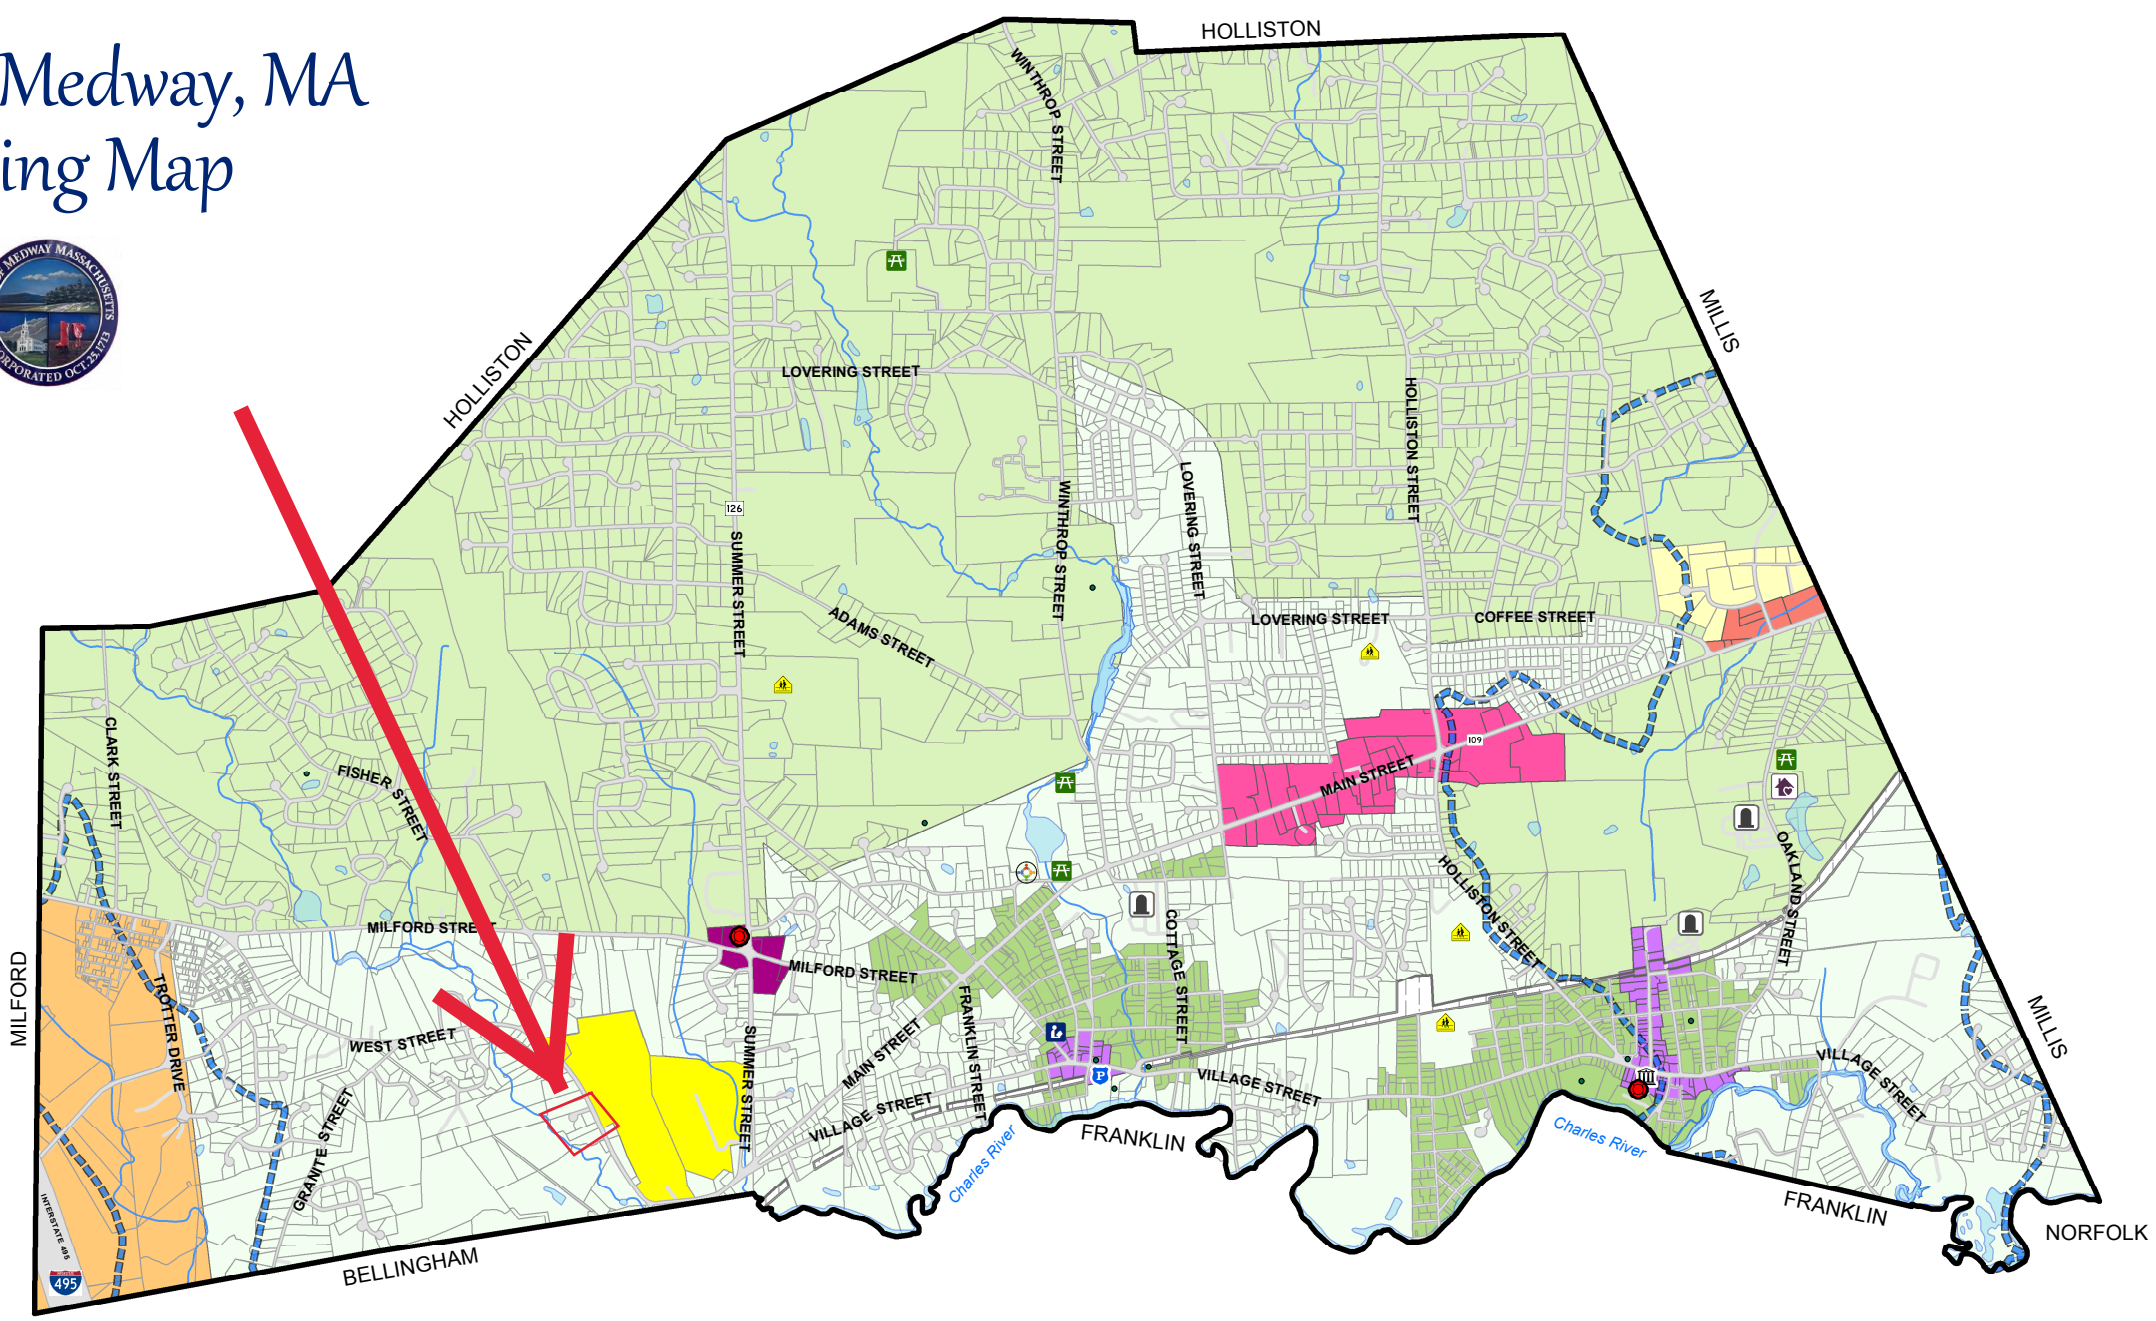 Medway, MA
ing Map
OF MEDWAY MASSACHUSETTS
ORPORATED OCT. 25, 1713
HOLLISTON
HOLLISTON
MILLIS
MILLIS
MILFORD
BELLINGHAM
FRANKLIN
FRANKLIN
NORFOLK
WINTHROP STREET
LOVERING STREET
HOLLISTON STREET
126
SUMMER STREET
WINTHROP STREET
LOVERING STREET
ADAMS STREET
LOVERING STREET
COFFEE STREET
CLARK STREET
FISHER STREET
MAIN STREET
109
OAKLAND STREET
HOLLISTON STREET
MILFORD STREET
MILFORD STREET
COTTAGE STREET
TROTTER DRIVE
WEST STREET
FRANKLIN STREET
MAIN STREET
SUMMER STREET
VILLAGE STREET
VILLAGE STREET
VILLAGE STREET
GRANITE STREET
Charles River
Charles River
INTERSTATE 495
495
P